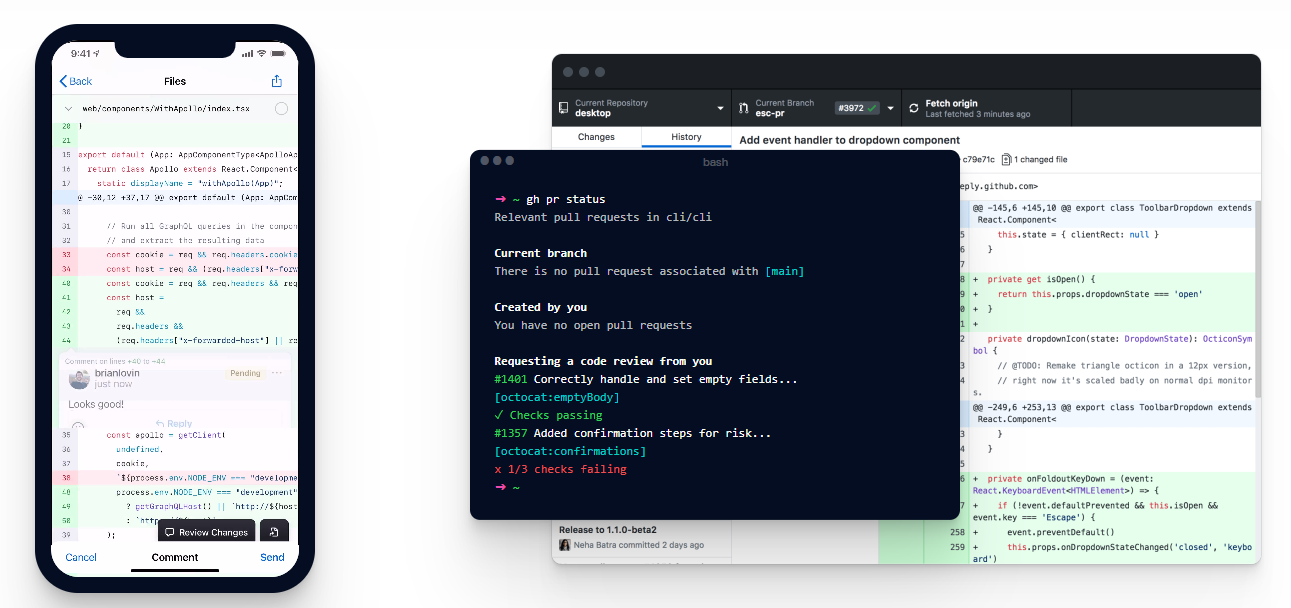 9:41
Back
Files
web/components/WithApollo/index.tsx
20 }
21
15 export default (App: AppComponentType<ApolloAp
16 return class Apollo extends React.Component<
17 static displayName = "withApollo(App)";
@ -30,12 +37,17 @@ export default (App: AppCom
30
31 // Run all GraphQL queries in the compon
32 // and extract the resulting data
33 const cookie = req && req.headers.cookie
34 const host = req && (req.headers["x-forw
40 const cookie = req && req.headers && req
41 const host =
42 req &&
43 req.headers &&
44 (req.headers["x-forwarded-host"] || re
Comment on lines +40 to +44
brianlovin
just now
Pending
Looks good!
Reply
35 const apollo = getClient(
36 undefined,
37 cookie,
38 `${process.env.NODE_ENV === "developme
48 process.env.NODE_ENV === "development"
49 ? getGraphQLHost() || `http://${host
50 : `http
39 );
Review Changes
Cancel
Comment
Send
Current Repository
desktop
Current Branch
esc-pr
#3972
Fetch origin
Last fetched 3 minutes ago
Changes
History
Add event handler to dropdown component
c79e71c
1 changed file
eply.github.com>
@@ -145,6 +145,10 @@ export class ToolbarDropdown extends
React.Component<
5 this.state = { clientRect: null }
6 }
7
8 + private get isOpen() {
9 + return this.props.dropdownState === 'open'
0 + }
1 +
2 private dropdownIcon(state: DropdownState): OcticonSym
bol {
3 // @TODO: Remake triangle octicon in a 12px version,
4 // right now it's scaled badly on normal dpi monitor
s.
@@ -249,6 +253,13 @@ export class ToolbarDropdown extends
React.Component<
3 }
4 }
5
6 + private onFoldoutKeyDown = (event:
React.KeyboardEvent<HTMLElement>) => {
7 + if (!event.defaultPrevented && this.isOpen &&
event.key === 'Escape') {
258 + event.preventDefault()
259 + this.props.onDropdownStateChanged('closed', 'keybo
ard')
Release to 1.1.0-beta2
Neha Batra committed 2 days ago
bash
→ ~ gh pr status
Relevant pull requests in cli/cli
Current branch
There is no pull request associated with [main]
Created by you
You have no open pull requests
Requesting a code review from you
#1401 Correctly handle and set empty fields...
[octocat:emptyBody]
✓ Checks passing
#1357 Added confirmation steps for risk...
[octocat:confirmations]
x 1/3 checks failing
→ ~